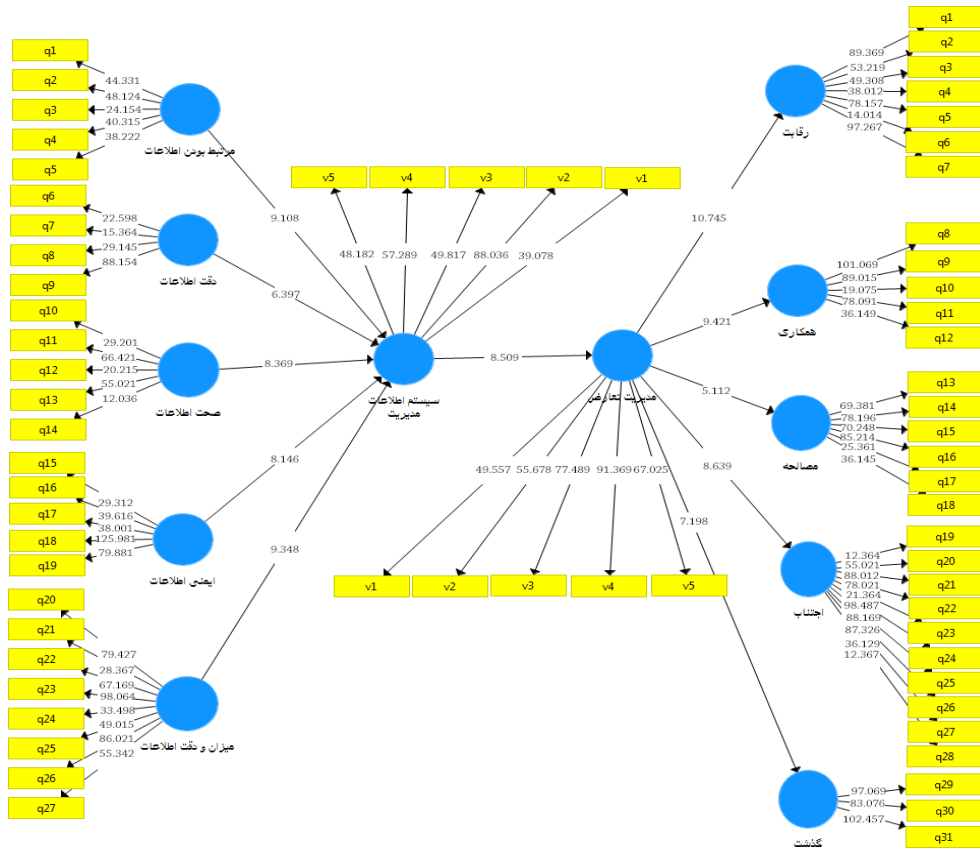 q1
q2
q3
q4
q5
44.331
48.124
24.154
40.315
38.222
مرتبط بودن اطلاعات
q6
q7
q8
q9
22.598
15.364
29.145
88.154
دقت اطلاعات
q10
q11
q12
q13
q14
29.201
66.421
20.215
55.021
12.036
صحت اطلاعات
q15
q16
q17
q18
q19
29.312
39.616
38.001
125.981
79.881
ایمنی اطلاعات
q20
q21
q22
q23
q24
q25
q26
q27
79.427
28.367
67.169
98.064
33.498
49.015
86.021
55.342
میزان و دقت اطلاعات
9.108
6.397
8.369
8.146
9.348
v5
v4
v3
v2
v1
48.182
57.289
49.817
88.036
39.078
سیستم اطلاعات
مدیریت
8.509
مدیریت تعارض
49.557
55.678
77.489
91.369
67.025
v1
v2
v3
v4
v5
10.745
9.421
5.112
8.639
7.198
رقابت
89.369
53.219
49.308
38.012
78.157
14.014
97.267
q1
q2
q3
q4
q5
q6
q7
همکاری
101.069
89.015
19.075
78.091
36.149
q8
q9
q10
q11
q12
مصالحه
69.381
78.196
70.248
85.214
25.361
36.145
q13
q14
q15
q16
q17
q18
اجتناب
12.364
55.021
88.012
78.021
21.364
98.487
88.169
87.326
36.129
12.367
q19
q20
q21
q22
q23
q24
q25
q26
q27
q28
گذشت
97.069
83.076
102.457
q29
q30
q31